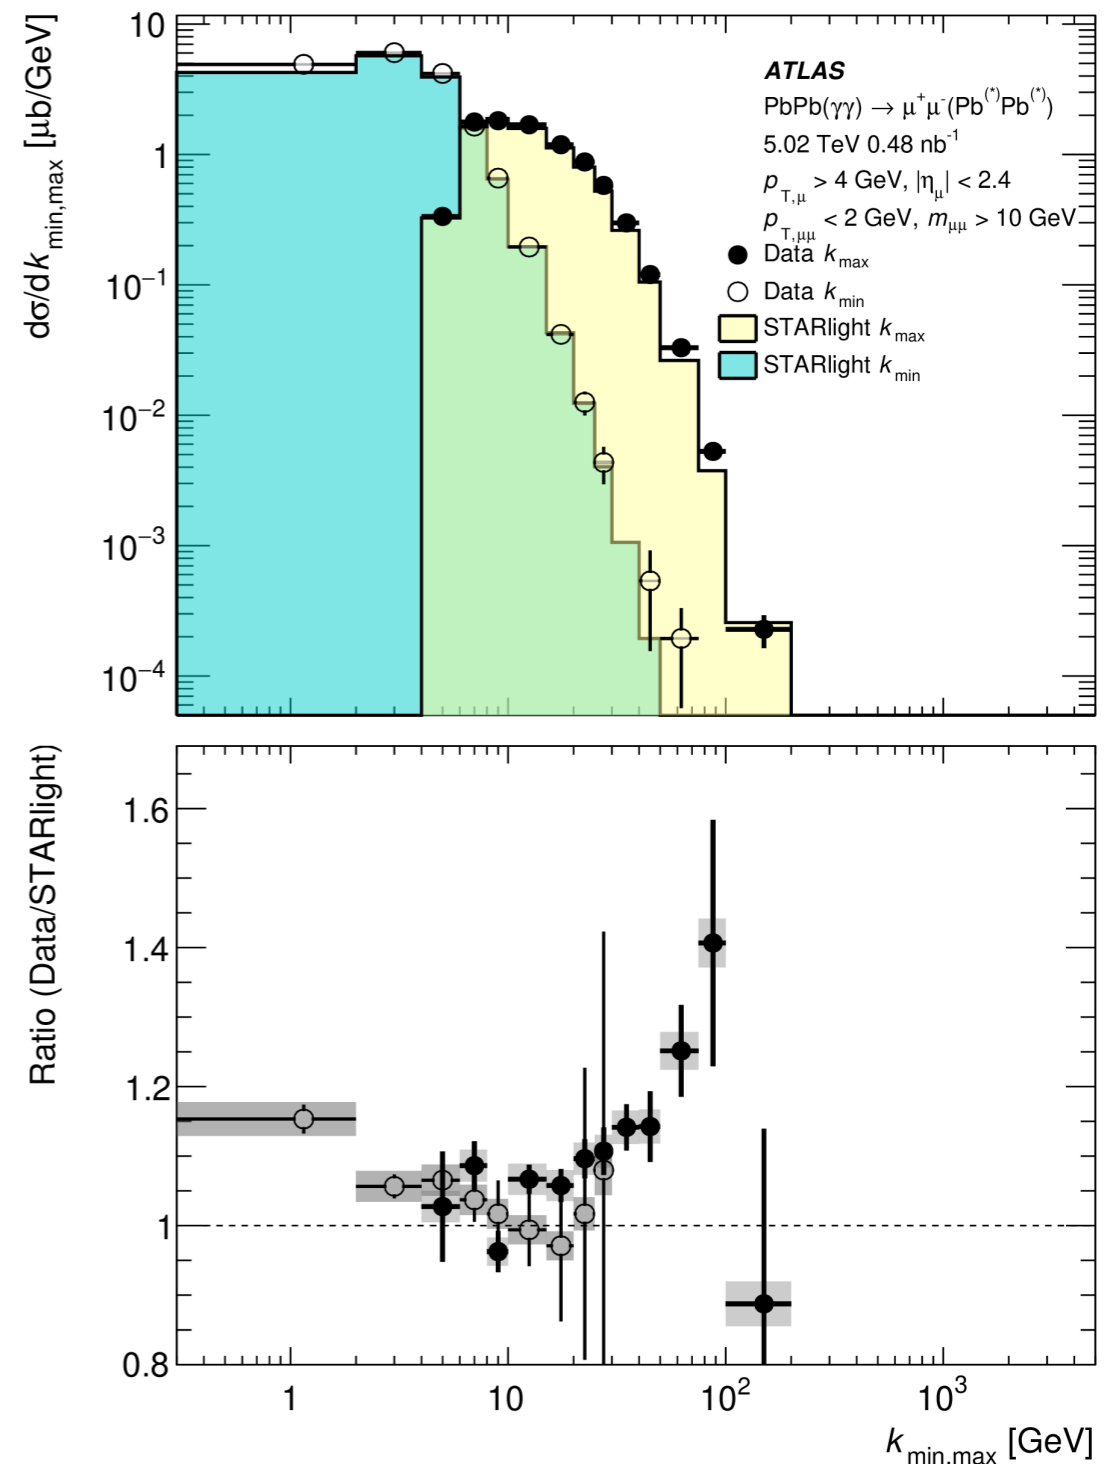 dσ/dk_min,max [μb/GeV]
10
1
10⁻¹
10⁻²
10⁻³
10⁻⁴
ATLAS
PbPb(γγ) → μ⁺μ⁻(Pb⁽*⁾Pb⁽*⁾)
5.02 TeV 0.48 nb⁻¹
p_T,μ > 4 GeV, |η_μ| < 2.4
p_T,μμ < 2 GeV, m_μμ > 10 GeV
Data k_max
Data k_min
STARlight k_max
STARlight k_min
Ratio (Data/STARlight)
1.6
1.4
1.2
1
0.8
1 10 10² 10³
k_min,max [GeV]